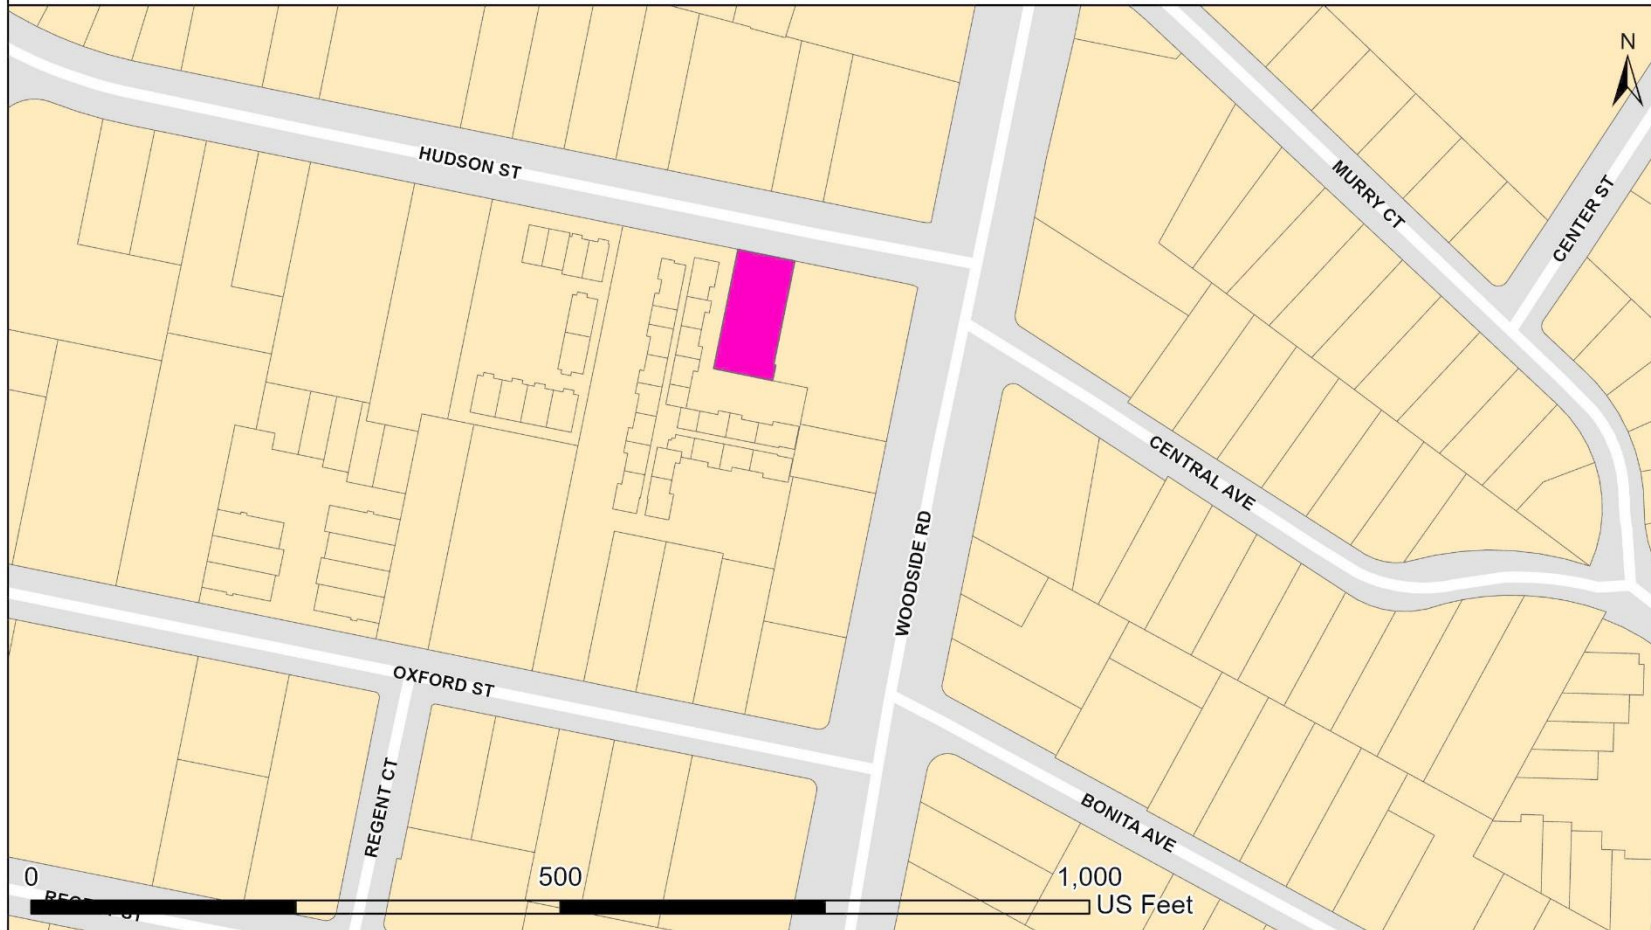 N
HUDSON ST
MURRY CT
CENTER ST
CENTRAL AVE
WOODSIDE RD
OXFORD ST
REGENT CT
BONITA AVE
0 500 1,000
US Feet